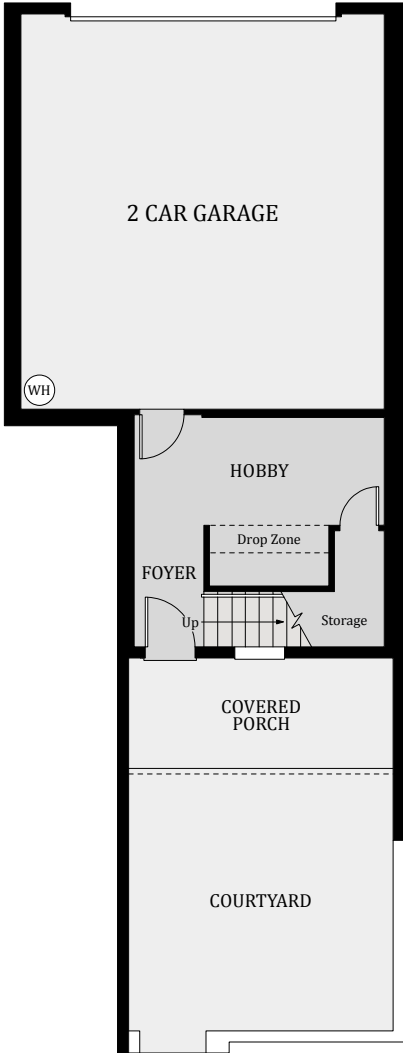 2 CAR GARAGE
WH
HOBBY
Drop Zone
FOYER
Up
Storage
COVERED
PORCH
COURTYARD